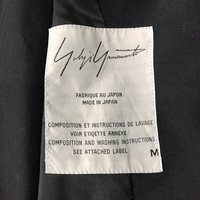 Yohji Yamamoto
FABRIQUE AU JAPON
MADE IN JAPAN
COMPOSITION ET INSTRUCTIONS DE LAVAGE
VOIR ETIQUETTE ANNEXE
COMPOSITION AND WASHING INSTRUCTIONS
SEE ATTACHED LABEL
M